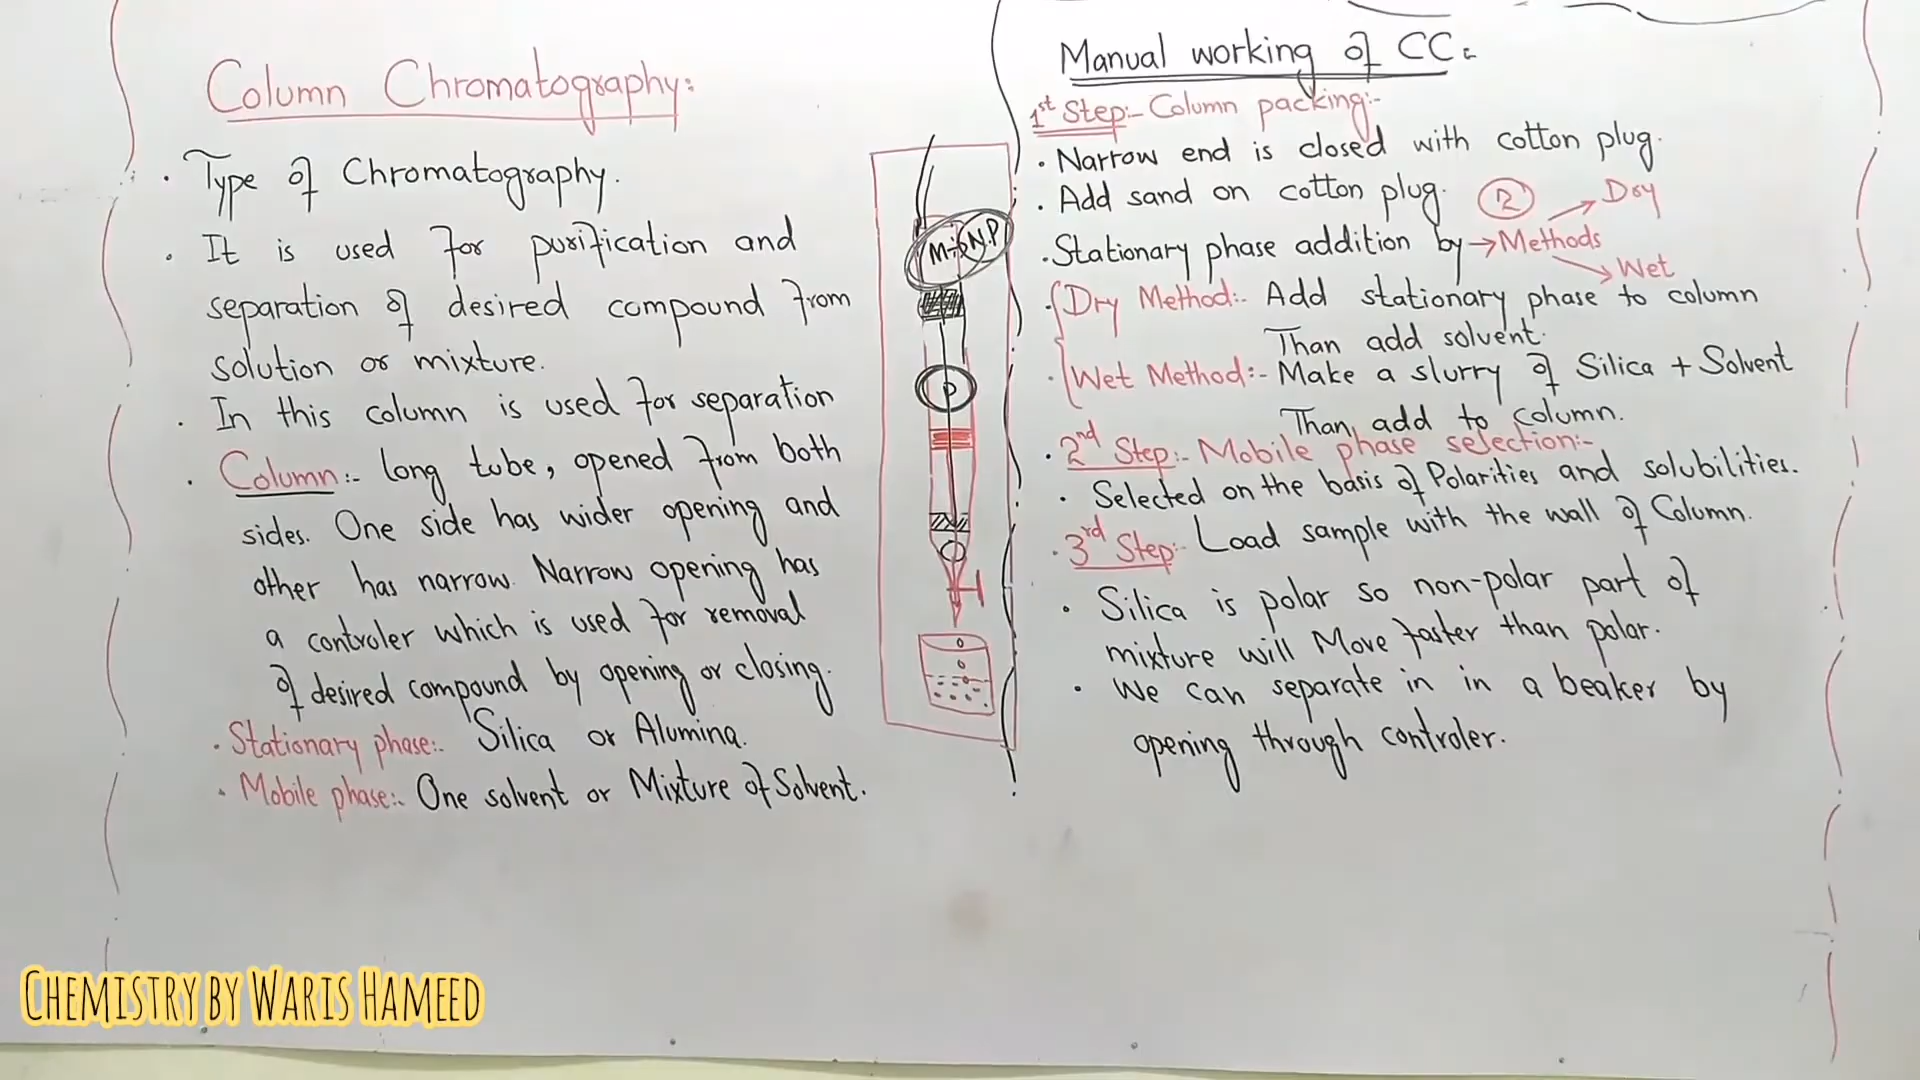 Column Chromatography:
. Type of Chromatography.
. It is used for purification and
separation of desired compound from
solution or mixture.
. In this column is used for separation
. Column:- long tube, opened from both
sides. One side has wider opening and
other has narrow. Narrow opening has
a controler which is used for removal
of desired compound by opening or closing.
. Stationary phase:- Silica or Alumina.
. Mobile phase:- One solvent or Mixture of Solvent.
N.P
P
Manual working of CC:
1st Step:- Column packing:-
. Narrow end is closed with cotton plug.
. Add sand on cotton plug. 2 → Dry
. Stationary phase addition by → Methods
→ Wet
. Dry Method:- Add stationary phase to column
Than add solvent.
. Wet Method:- Make a slurry of Silica + Solvent
Than, add to column.
. 2nd Step:- Mobile phase selection:-
. Selected on the basis of Polarities and solubilities.
. 3rd Step:- Load sample with the wall of Column.
. Silica is polar so non-polar part of
mixture will Move faster than polar.
. We can separate in in a beaker by
opening through controler.
Chemistry by Waris Hameed